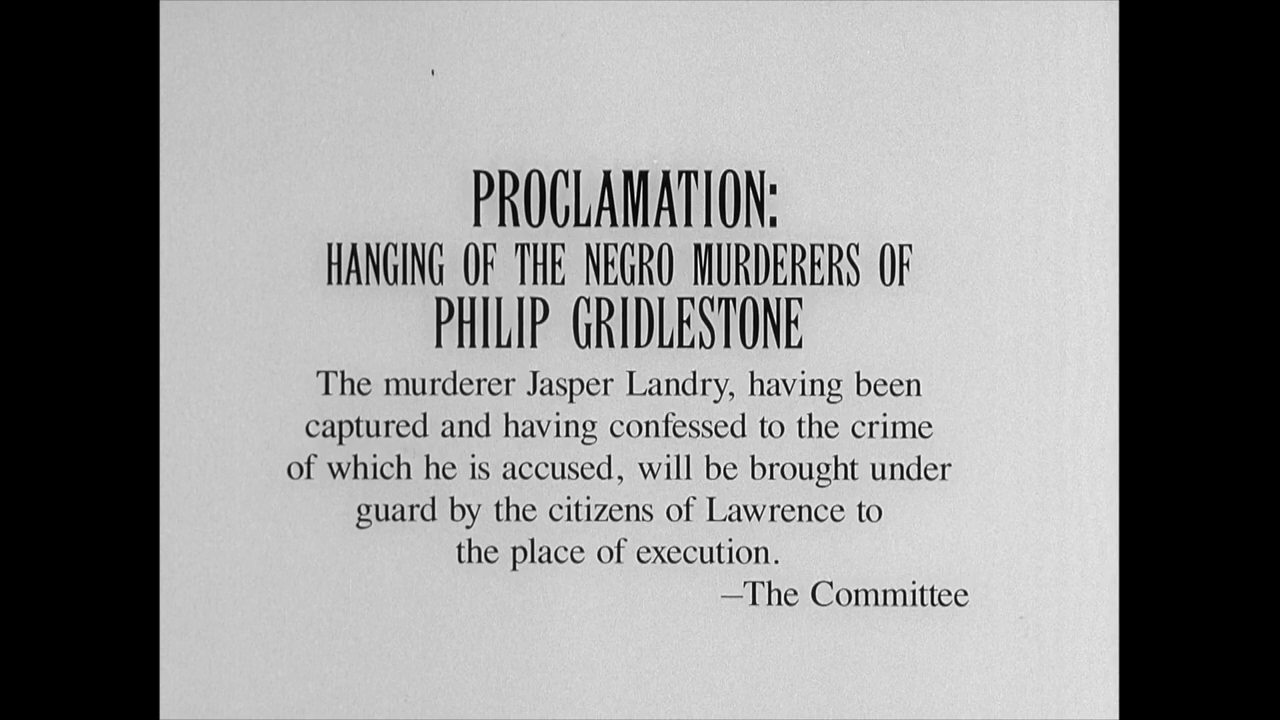 PROCLAMATION:
HANGING OF THE NEGRO MURDERERS OF
PHILIP GRIDLESTONE
The murderer Jasper Landry, having been
captured and having confessed to the crime
of which he is accused, will be brought under
guard by the citizens of Lawrence to
the place of execution.
—The Committee